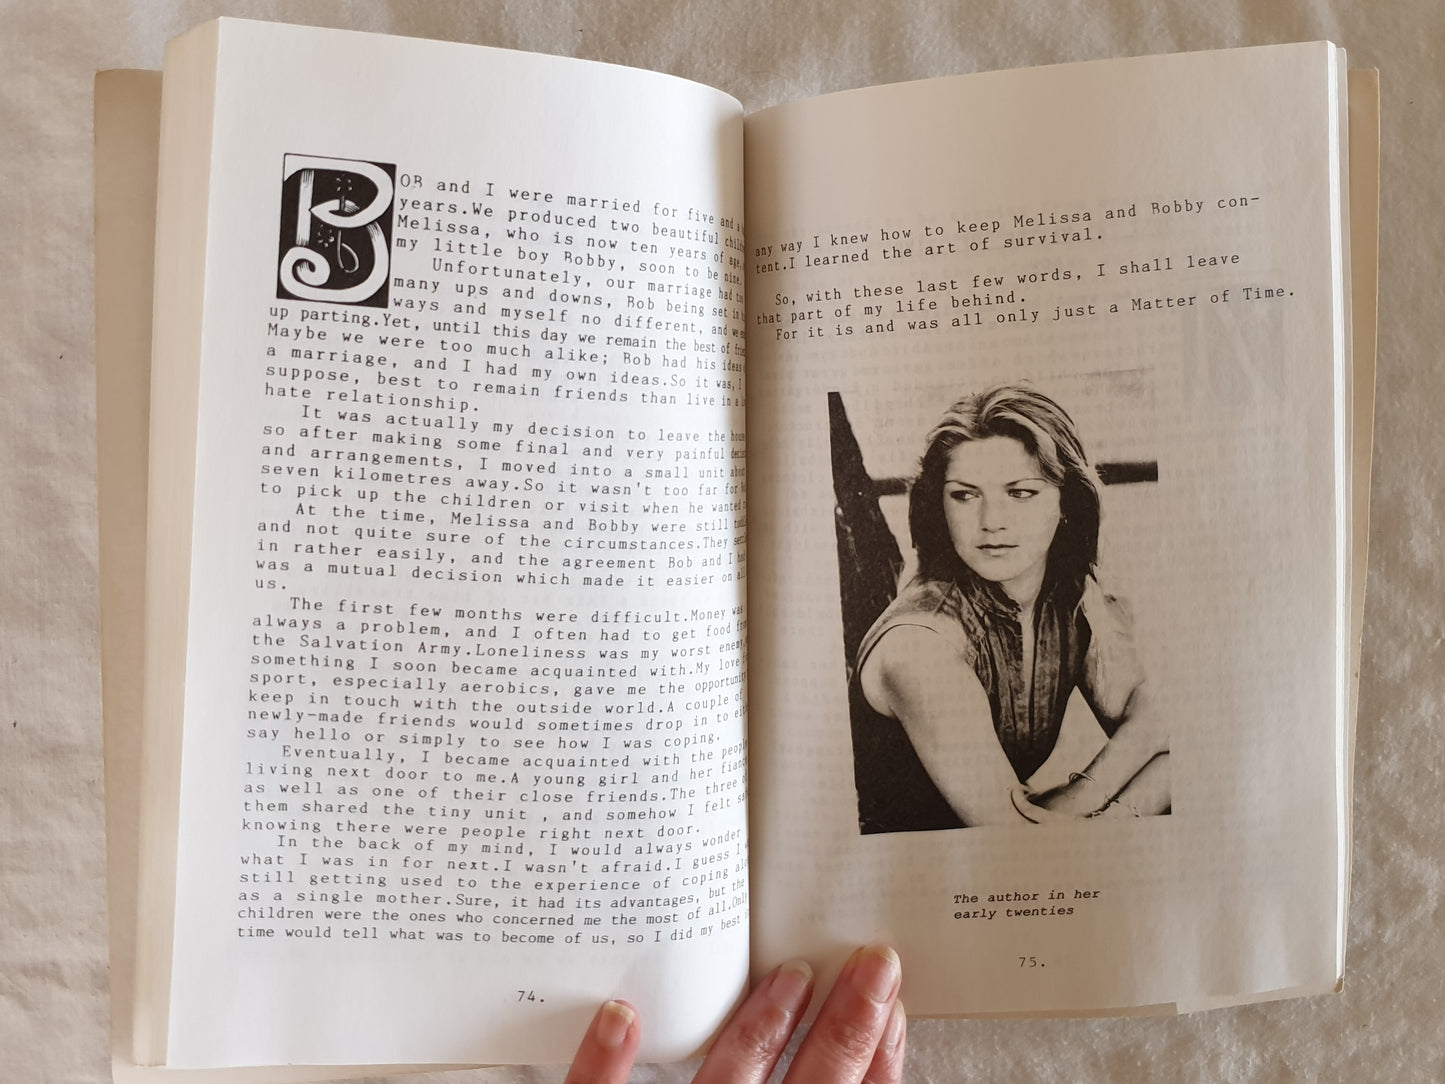 BOB and I were married for five and a
years.We produced two beautiful
Melissa, who is now ten years of age,
my little boy Bobby, soon to be nine.
Unfortunately, our marriage had
many ups and downs, Bob being set in
ways and myself no different, and we
up parting.Yet, until this day we remain the best of
Maybe we were too much alike; Bob had his ideas
a marriage, and I had my own ideas.So it was, I
suppose, best to remain friends than live in a
hate relationship.
It was actually my decision to leave the house,
so after making some final and very painful
and arrangements, I moved into a small unit about
seven kilometres away.So it wasn't too far for
to pick up the children or visit when he wanted
At the time, Melissa and Bobby were still
and not quite sure of the circumstances.They
in rather easily, and the agreement Bob and I had
was a mutual decision which made it easier on all
us.
The first few months were difficult.Money was
always a problem, and I often had to get food from
the Salvation Army.Loneliness was my worst enemy,
something I soon became acquainted with.My love
sport, especially aerobics, gave me the opportunity
keep in touch with the outside world.A couple of
newly-made friends would sometimes drop in to
say hello or simply to see how I was coping.
Eventually, I became acquainted with the people
living next door to me.A young girl and her fiance
as well as one of their close friends.The three
them shared the tiny unit , and somehow I felt
knowing there were people right next door.
In the back of my mind, I would always wonder
what I was in for next.I wasn't afraid.I guess I
still getting used to the experience of coping
as a single mother.Sure, it had its advantages, but the
children were the ones who concerned me the most of all.Only
time would tell what was to become of us, so I did my best
74.
any way I knew how to keep Melissa and Bobby con-
tent.I learned the art of survival.
So, with these last few words, I shall leave
that part of my life behind.
For it is and was all only just a Matter of Time.
The author in her
early twenties
75.